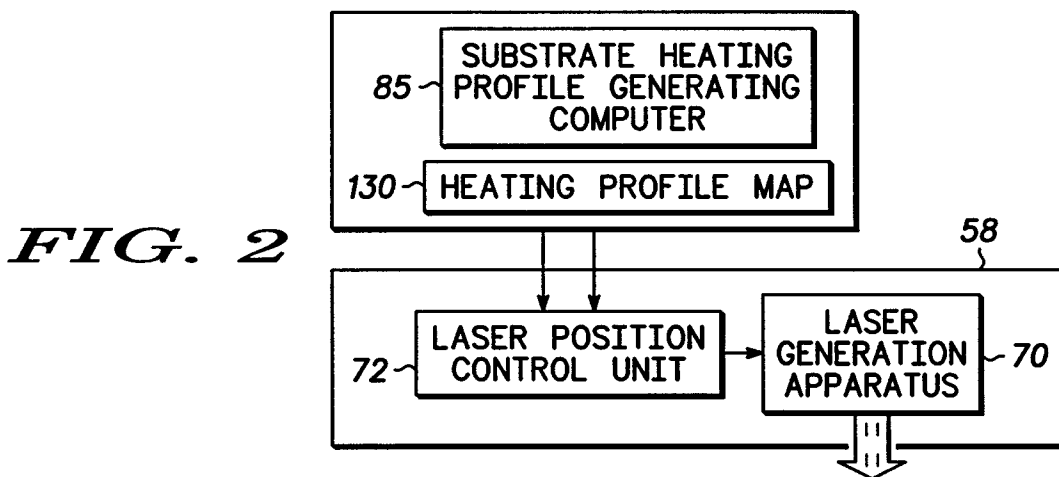 SUBSTRATE HEATING
85 PROFILE GENERATING
COMPUTER
130 HEATING PROFILE MAP
FIG. 2
58
LASER POSITION
72 CONTROL UNIT
LASER
GENERATION 70
APPARATUS